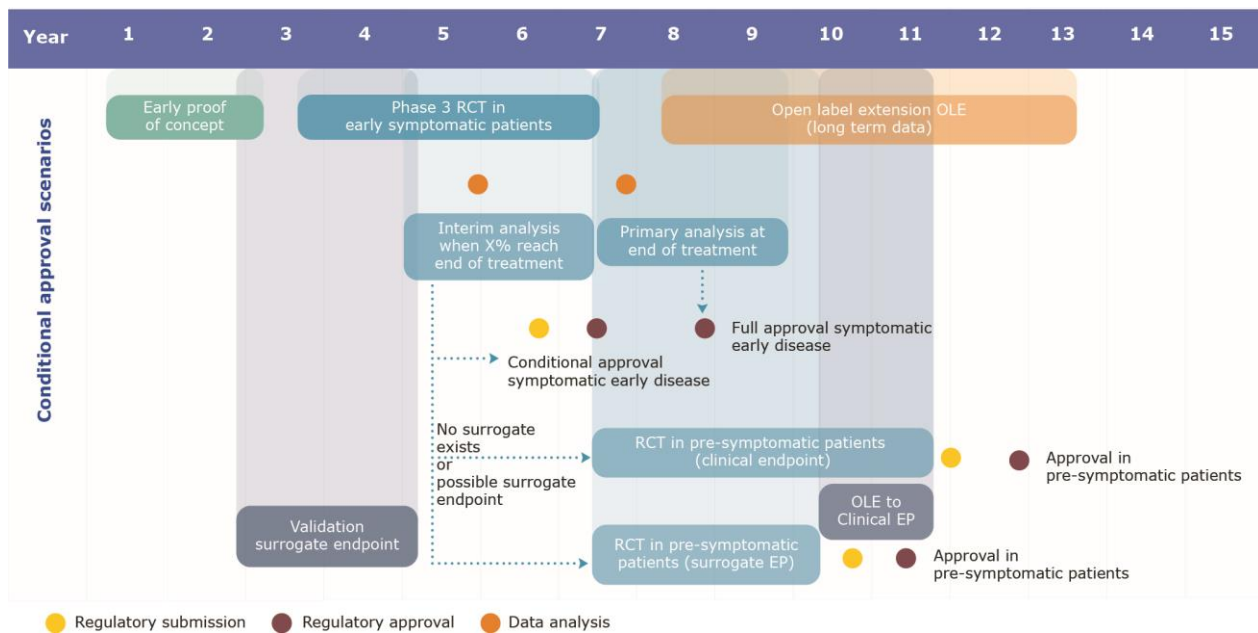 Year 1 2 3 4 5 6 7 8 9 10 11 12 13 14 15
Conditional approval scenarios
Early proof
of concept
Phase 3 RCT in
early symptomatic patients
Open label extension OLE
(long term data)
Interim analysis
when X% reach
end of treatment
Primary analysis at
end of treatment
Full approval symptomatic
early disease
Conditional approval
symptomatic early disease
No surrogate
exists
or
possible surrogate
endpoint
RCT in pre-symptomatic patients
(clinical endpoint)
Approval in
pre-symptomatic patients
Validation
surrogate endpoint
OLE to
Clinical EP
RCT in pre-symptomatic
patients (surrogate EP)
Approval in
pre-symptomatic patients
Regulatory submission
Regulatory approval
Data analysis